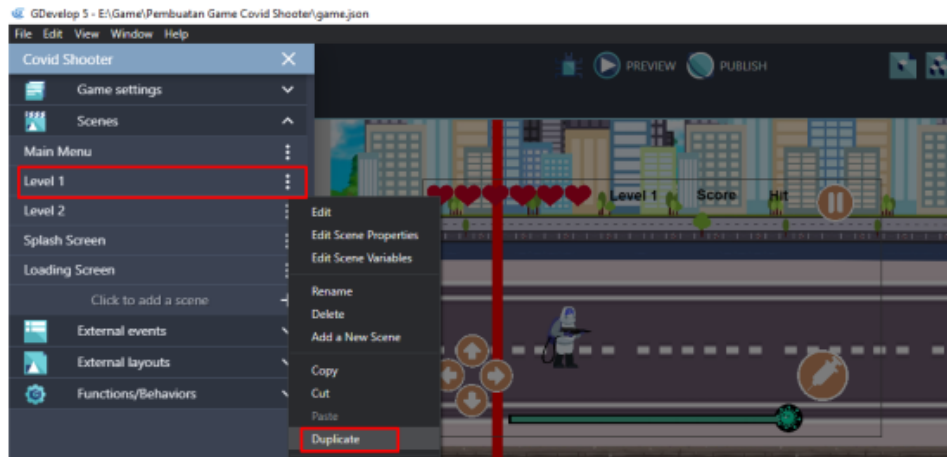 GDevelop 5 - E:\Game\Pembuatan Game Covid Shooter\game.json
File Edit View Window Help
Covid Shooter
PREVIEW PUBLISH
Game settings
Scenes
Main Menu
Level 1
Level 1 Score Hit
Level 2
Edit
Splash Screen
Edit Scene Properties
Edit Scene Variables
Loading Screen
Rename
Click to add a scene
Delete
External events
Add a New Scene
External layouts
Copy
Functions/Behaviors
Cut
Paste
Duplicate